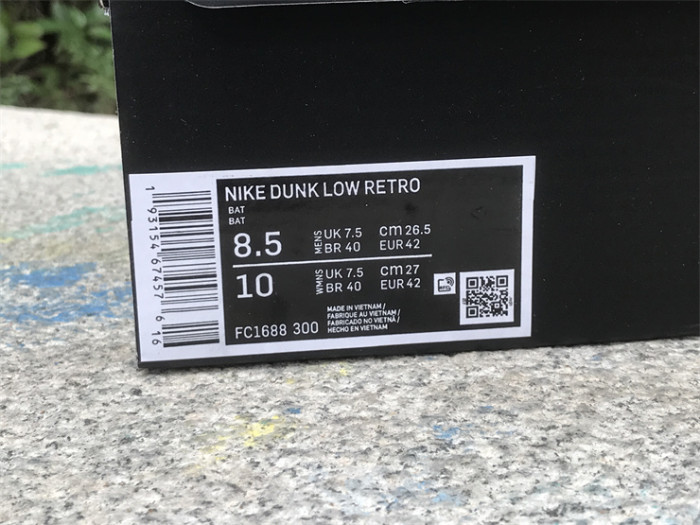 1 93154 67457 6 16
NIKE DUNK LOW RETRO
BAT
BAT
8.5 MENS UK 7.5 cm 26.5
BR 40 EUR 42
10 WMNS UK 7.5 cm 27
BR 40 EUR 42
MADE IN VIETNAM /
FABRIQUE AU VIETNAM /
FABRICADO NO VIETNÃ /
HECHO EN VIETNAM
FC1688 300